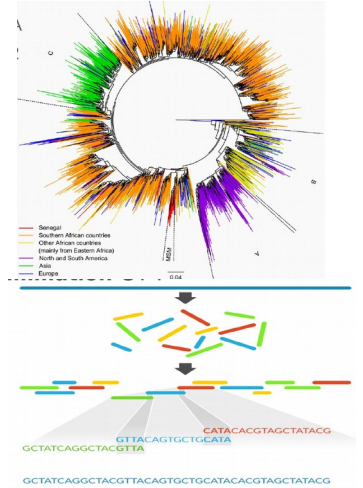 C
B
A
MSM
Senegal
Southern African countries
Other African countries
(mainly from Eastern Africa)
North and South America
Asia
Europe
0.04
CATACACGTAGCTATACG
GTTACAGTGCTGCATA
GCTATCAGGCTACGTTA
GCTATCAGGCTACGTTACAGTGCTGCATACACGTAGCTATACG